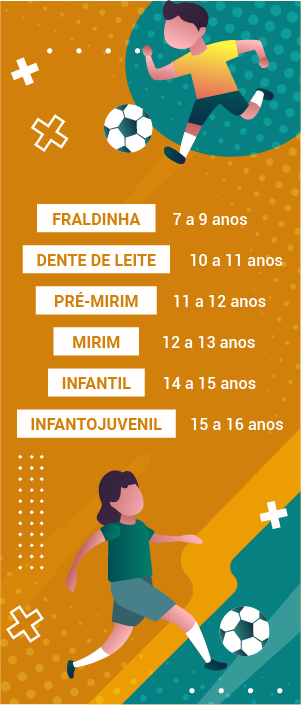 FRALDINHA 7 a 9 anos
DENTE DE LEITE 10 a 11 anos
PRÉ-MIRIM 11 a 12 anos
MIRIM 12 a 13 anos
INFANTIL 14 a 15 anos
INFANTOJUVENIL 15 a 16 anos